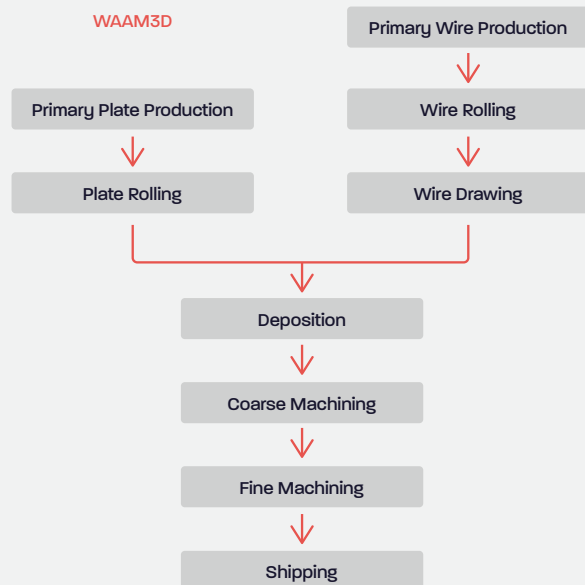 WAAM3D
Primary Wire Production
Primary Plate Production
Wire Rolling
Plate Rolling
Wire Drawing
Deposition
Coarse Machining
Fine Machining
Shipping